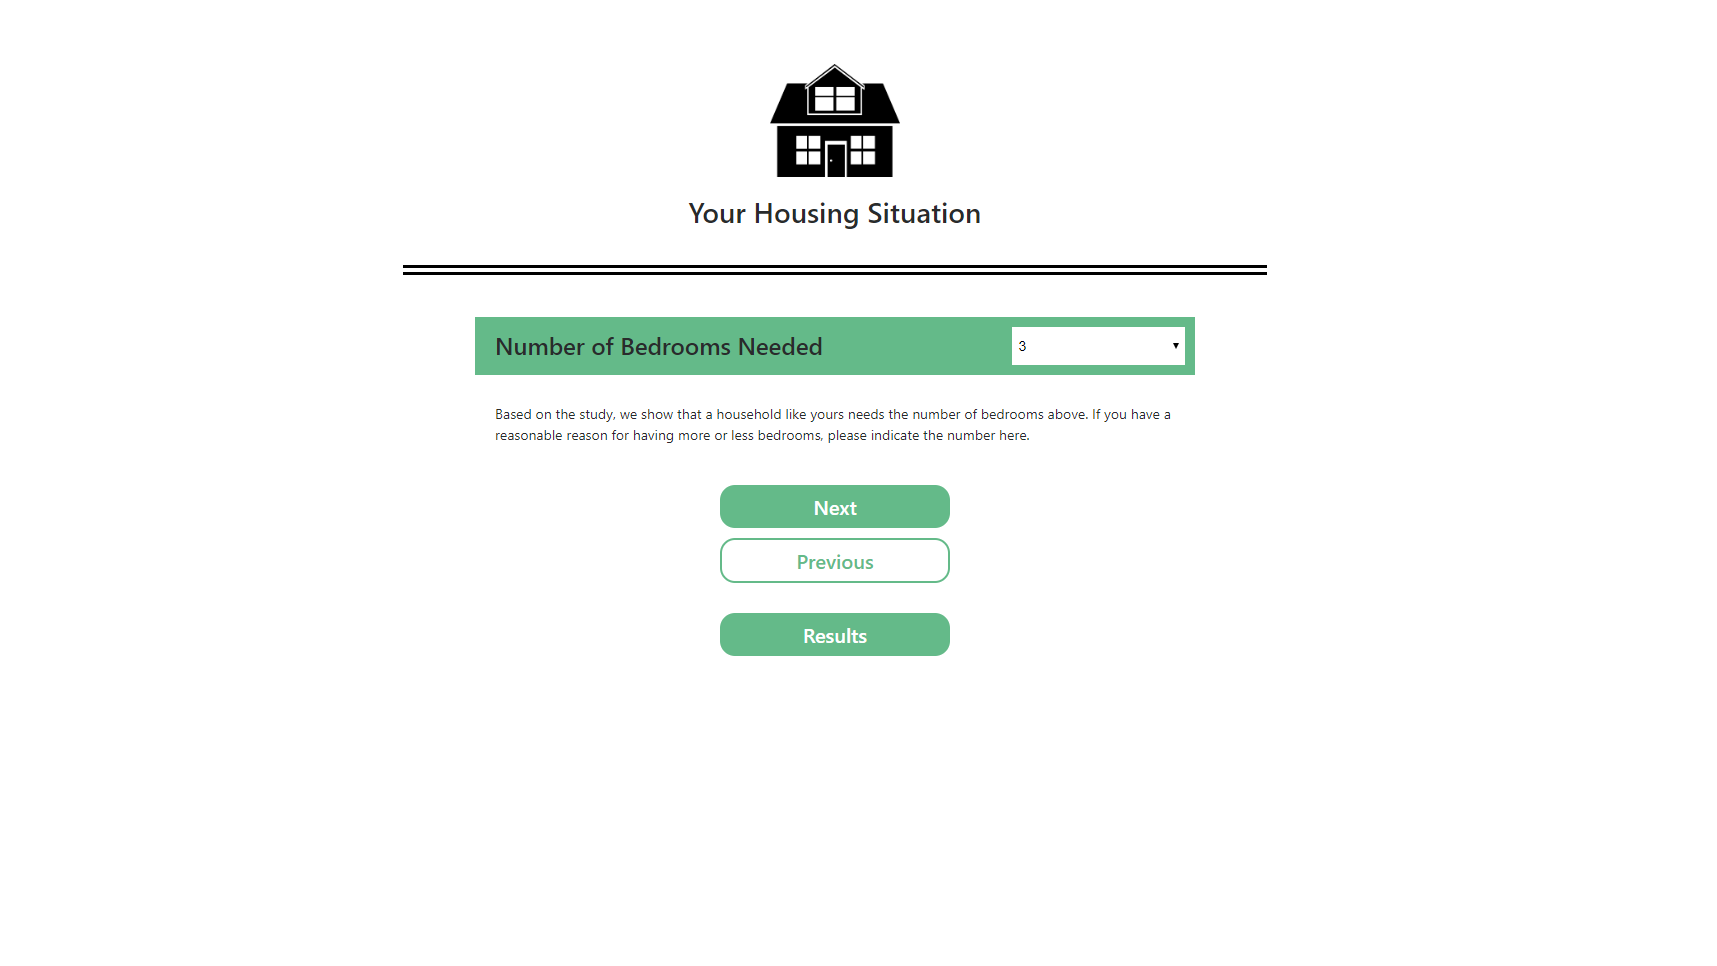 Your Housing Situation
Number of Bedrooms Needed
3
Based on the study, we show that a household like yours needs the number of bedrooms above. If you have a
reasonable reason for having more or less bedrooms, please indicate the number here.
Next
Previous
Results